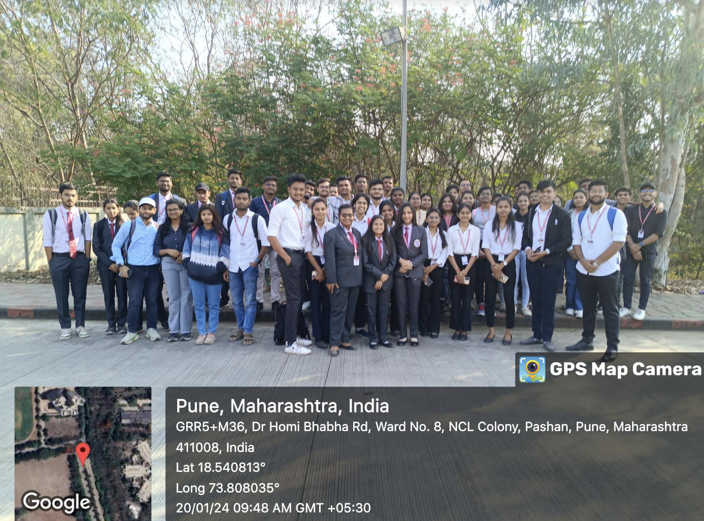 GPS Map Camera
Pune, Maharashtra, India
GRR5+M36, Dr Homi Bhabha Rd, Ward No. 8, NCL Colony, Pashan, Pune, Maharashtra
411008, India
Lat 18.540813°
Long 73.808035°
20/01/24 09:48 AM GMT +05:30
Google